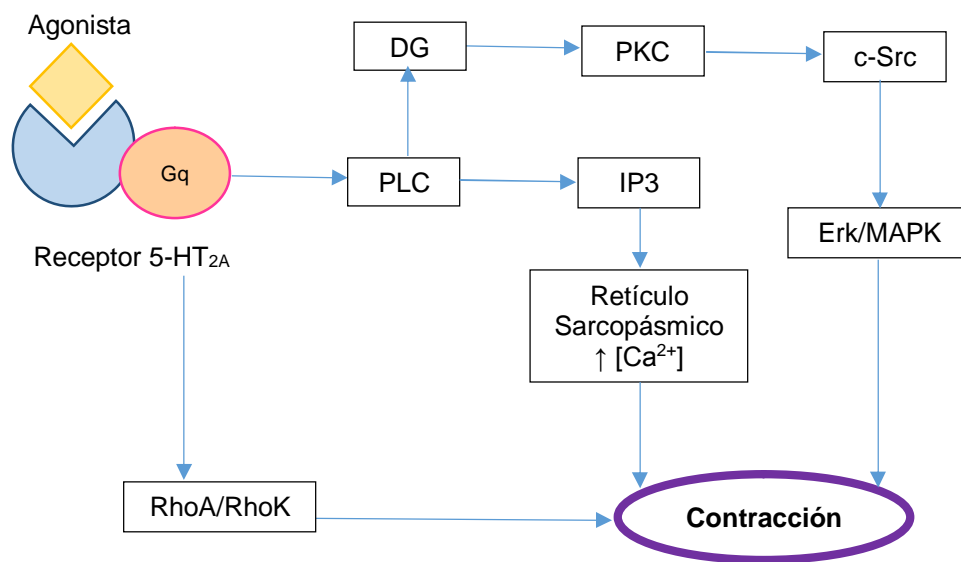 Agonista
DG
PKC
c-Src
Gq
PLC
IP3
Erk/MAPK
Receptor 5-HT2A
Retículo
Sarcopásmico
↑ [Ca²⁺]
RhoA/RhoK
Contracción